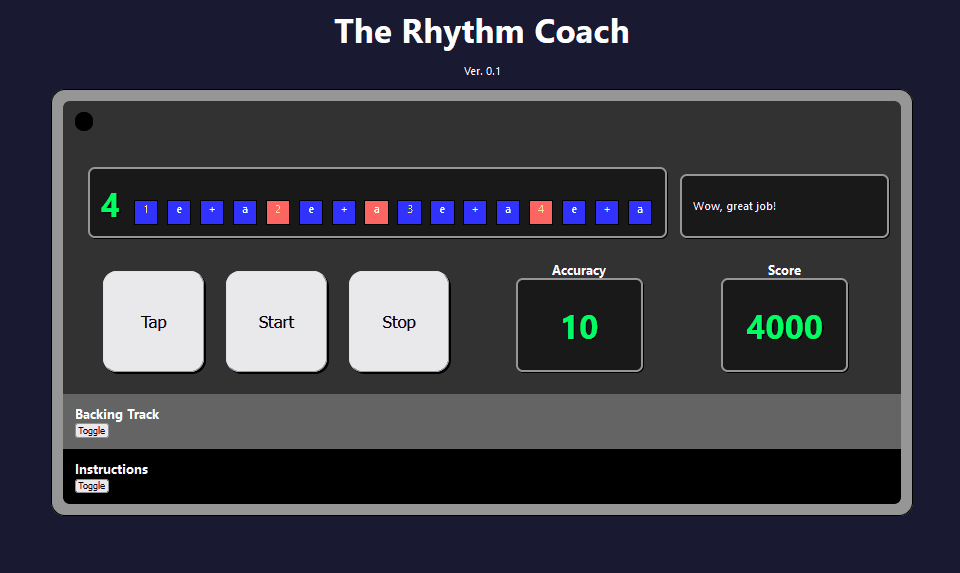 The Rhythm Coach
Ver. 0.1
4 1 e + a 2 e + a 3 e + a 4 e + a
Wow, great job!
Accuracy Score
Tap Start Stop 10 4000
Backing Track
Toggle
Instructions
Toggle